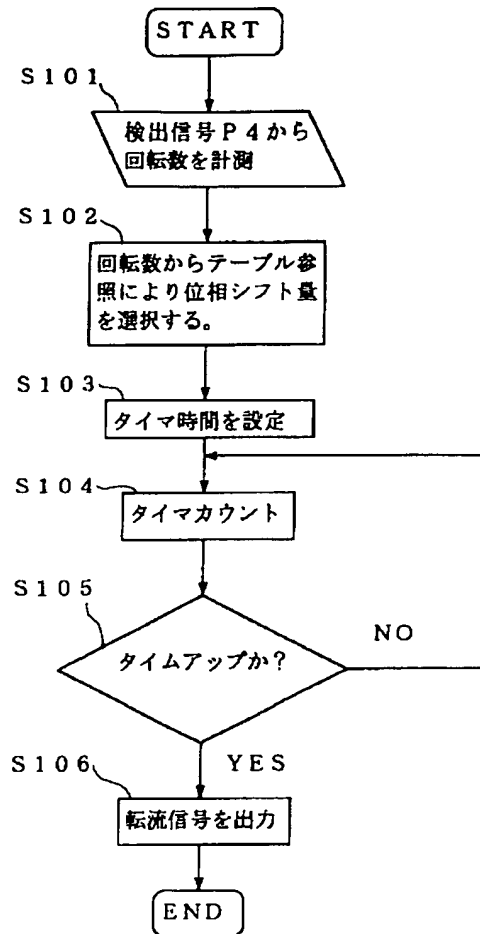 START
S101
検出信号P4から
回転数を計測
S102
回転数からテーブル参
照により位相シフト量
を選択する。
S103
タイマ時間を設定
S104
タイマカウント
S105
タイムアップか?
NO
YES
S106
転流信号を出力
END